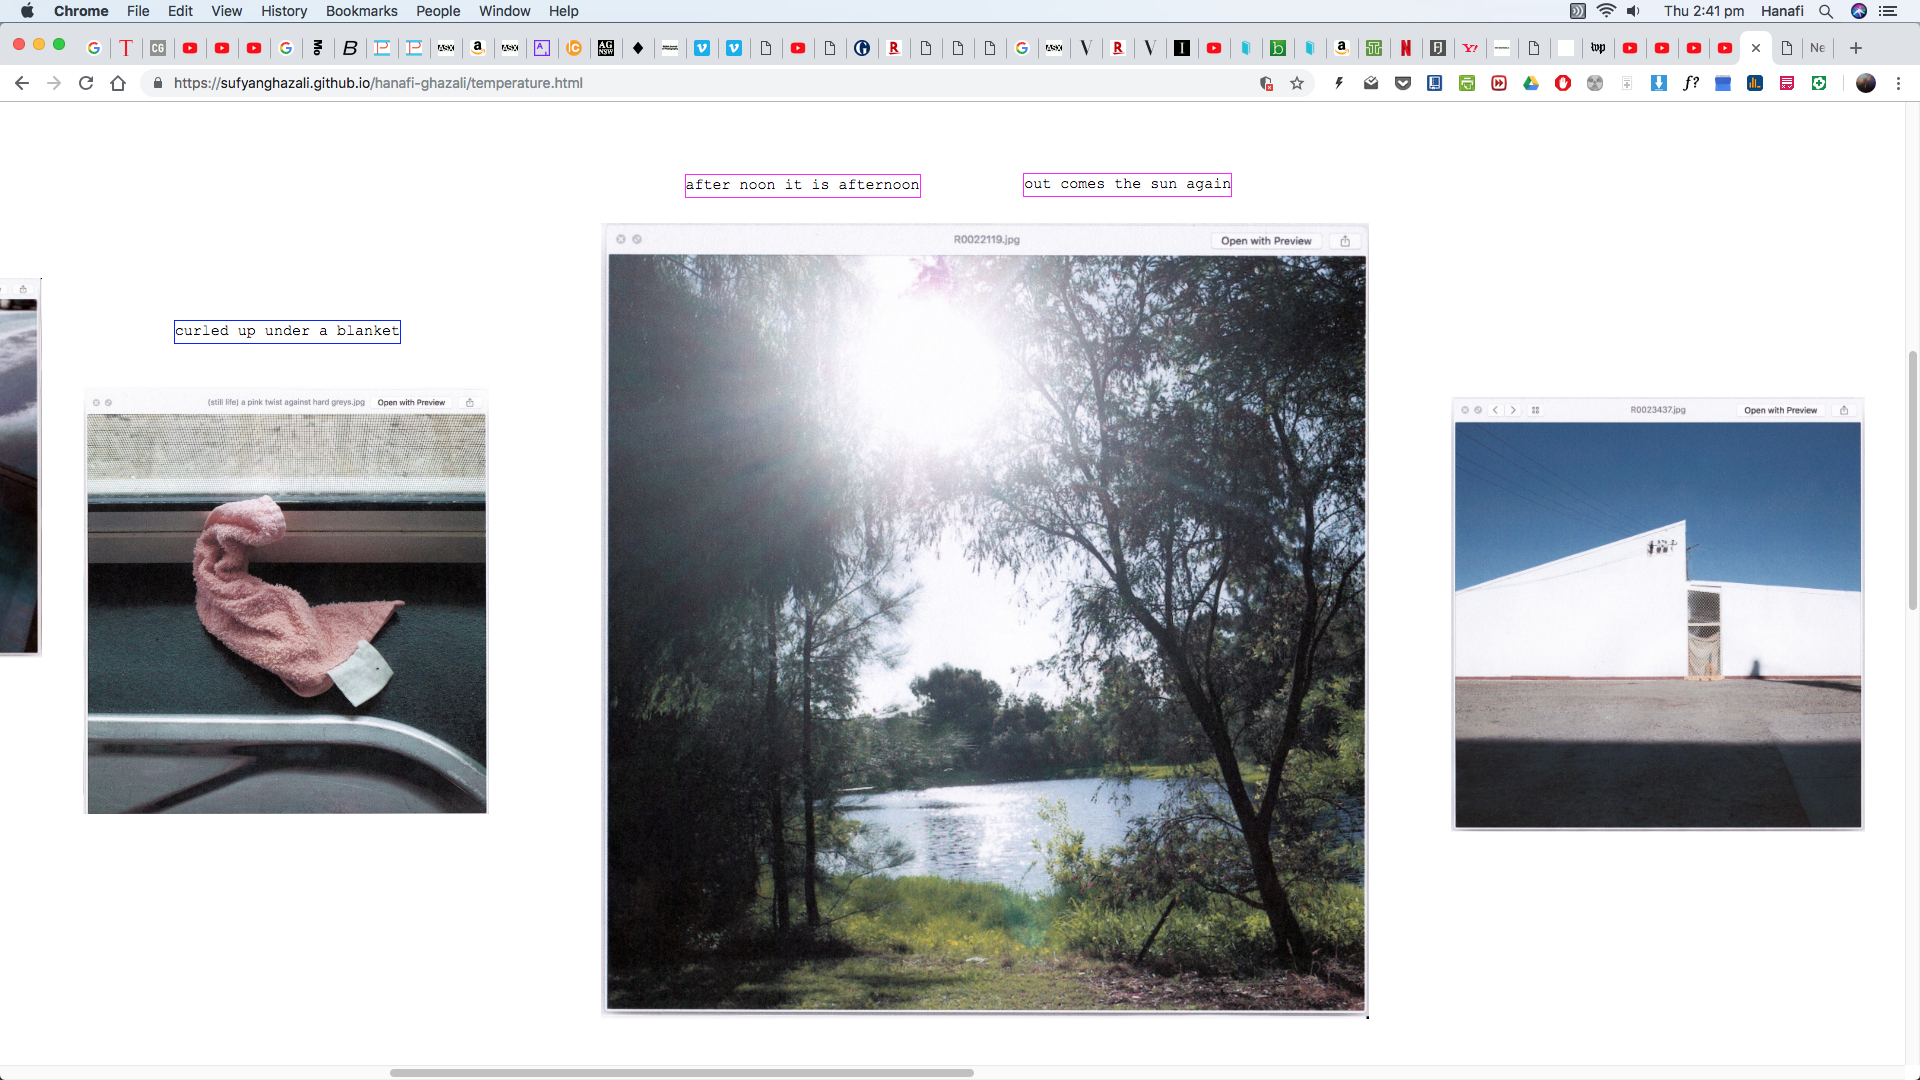 Chrome File Edit View History Bookmarks People Window Help Thu 2:41 pm Hanafi
Ne
https://sufyanghazali.github.io/hanafi-ghazali/temperature.html
after noon it is afternoon
out comes the sun again
R0022119.jpg Open with Preview
curled up under a blanket
(still life) a pink twist against hard greys.jpg Open with Preview
R0023437.jpg Open with Preview